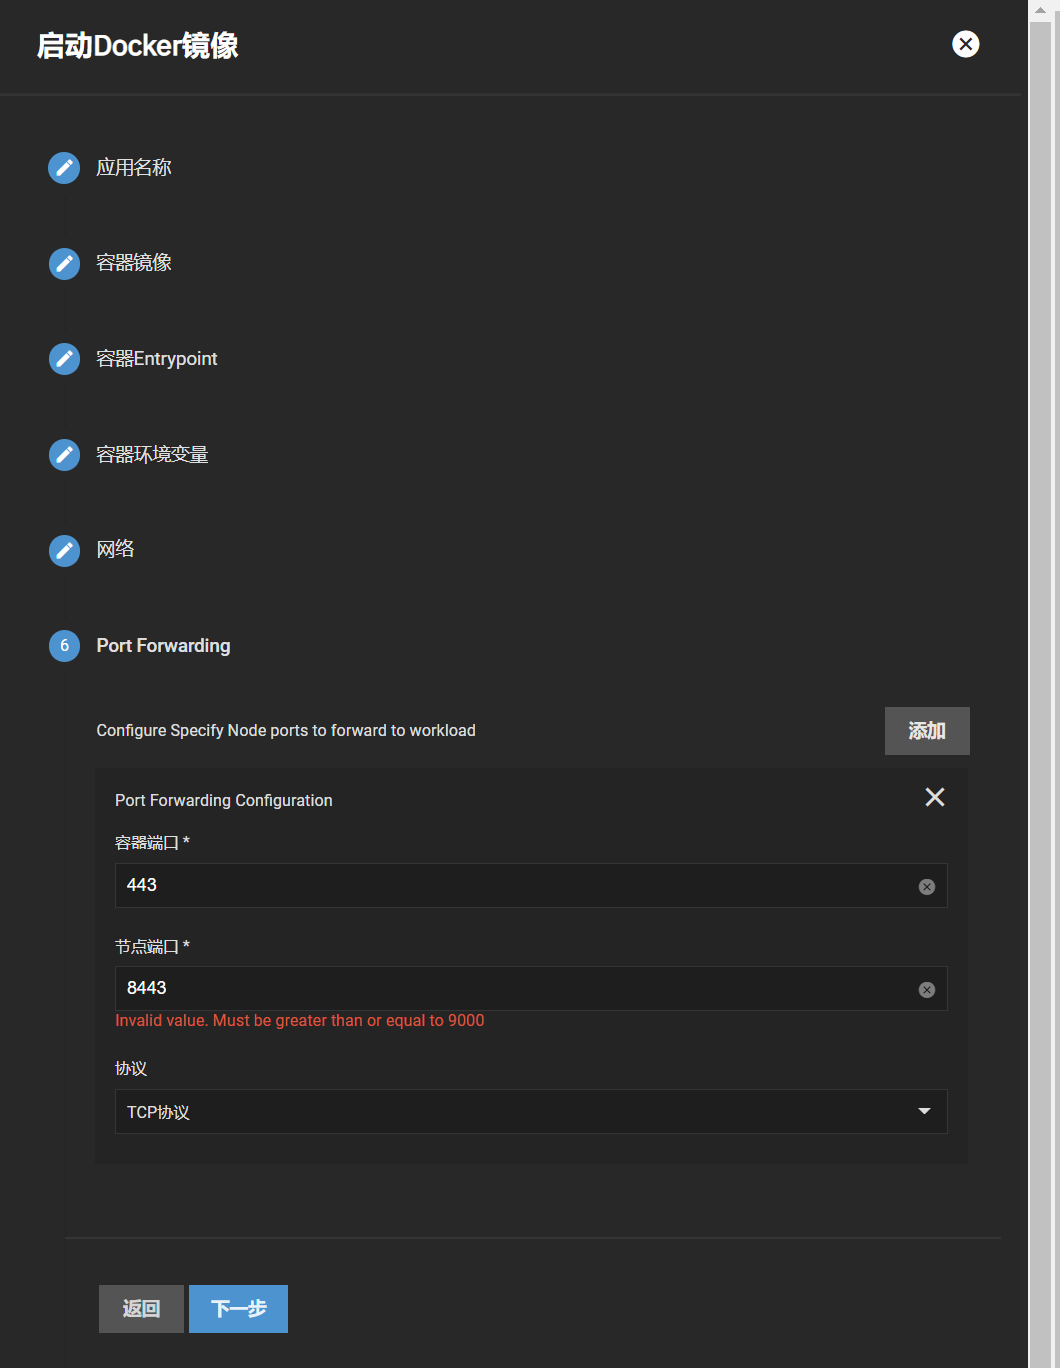 启动Docker镜像
应用名称
容器镜像
容器Entrypoint
容器环境变量
网络
6 Port Forwarding
Configure Specify Node ports to forward to workload
添加
Port Forwarding Configuration
容器端口 *
443
节点端口 *
8443
Invalid value. Must be greater than or equal to 9000
协议
TCP协议
返回 下一步